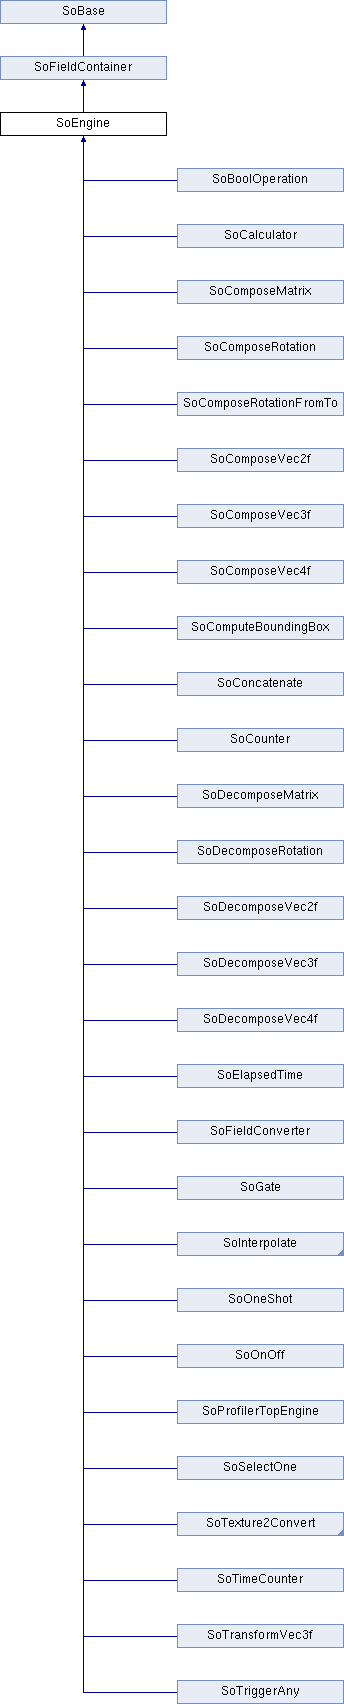 SoBase
SoFieldContainer
SoEngine
SoBoolOperation
SoCalculator
SoComposeMatrix
SoComposeRotation
SoComposeRotationFromTo
SoComposeVec2f
SoComposeVec3f
SoComposeVec4f
SoComputeBoundingBox
SoConcatenate
SoCounter
SoDecomposeMatrix
SoDecomposeRotation
SoDecomposeVec2f
SoDecomposeVec3f
SoDecomposeVec4f
SoElapsedTime
SoFieldConverter
SoGate
SoInterpolate
SoOneShot
SoOnOff
SoProfilerTopEngine
SoSelectOne
SoTexture2Convert
SoTimeCounter
SoTransformVec3f
SoTriggerAny